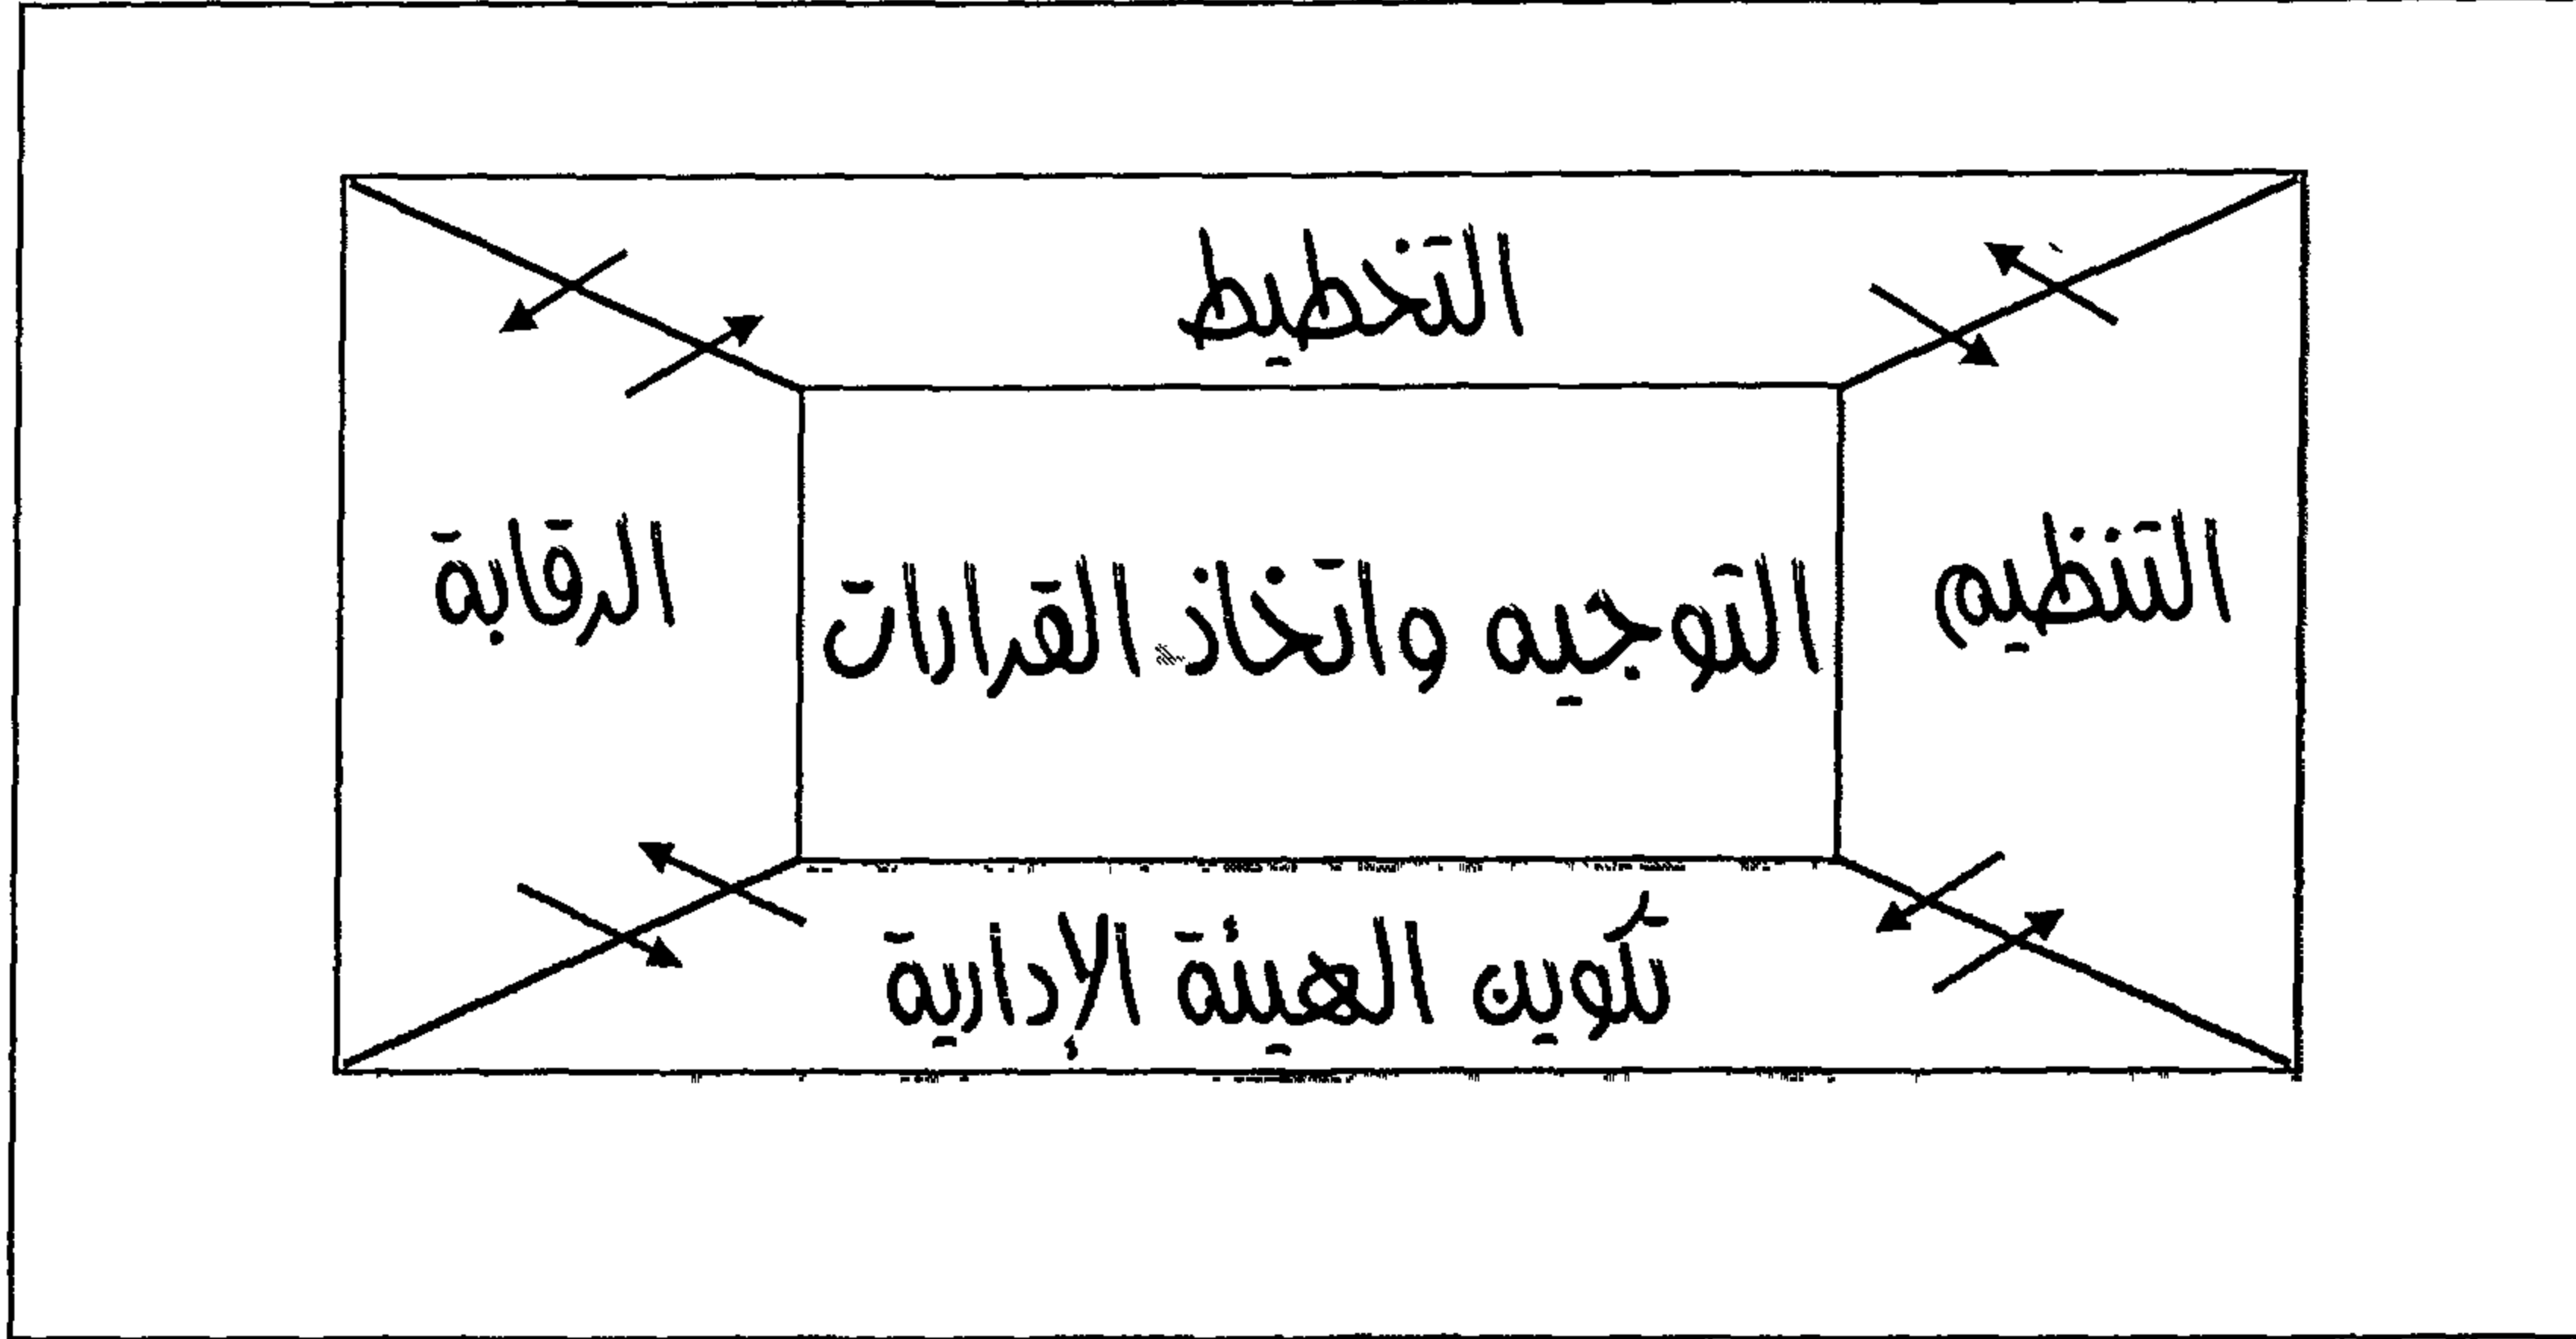 التخطيط
التنظيم
التوجيه واتخاذ القرارات
الرقابة
تكوين الهيئة الإدارية